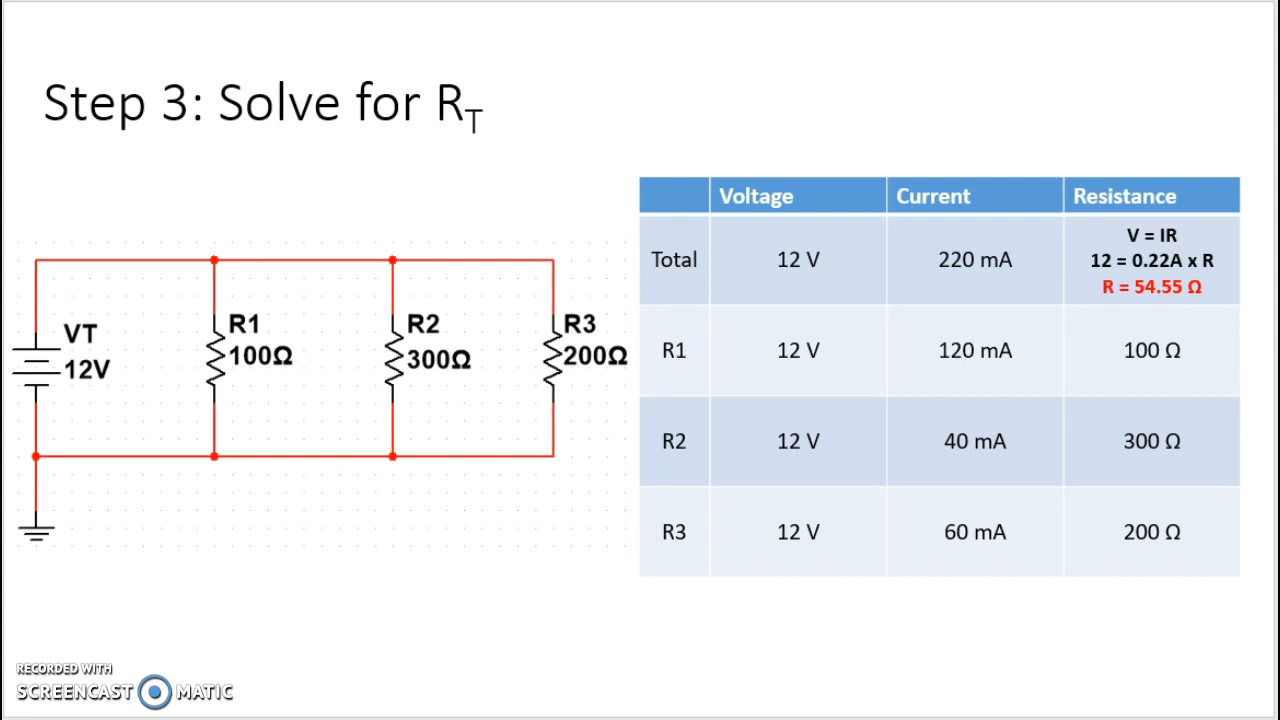 Step 3: Solve for R_T
VT
12V
R1
100Ω
R2
300Ω
R3
200Ω
Voltage Current Resistance
Total 12 V 220 mA V = IR
12 = 0.22A x R
R = 54.55 Ω
R1 12 V 120 mA 100 Ω
R2 12 V 40 mA 300 Ω
R3 12 V 60 mA 200 Ω
RECORDED WITH
SCREENCAST MATIC